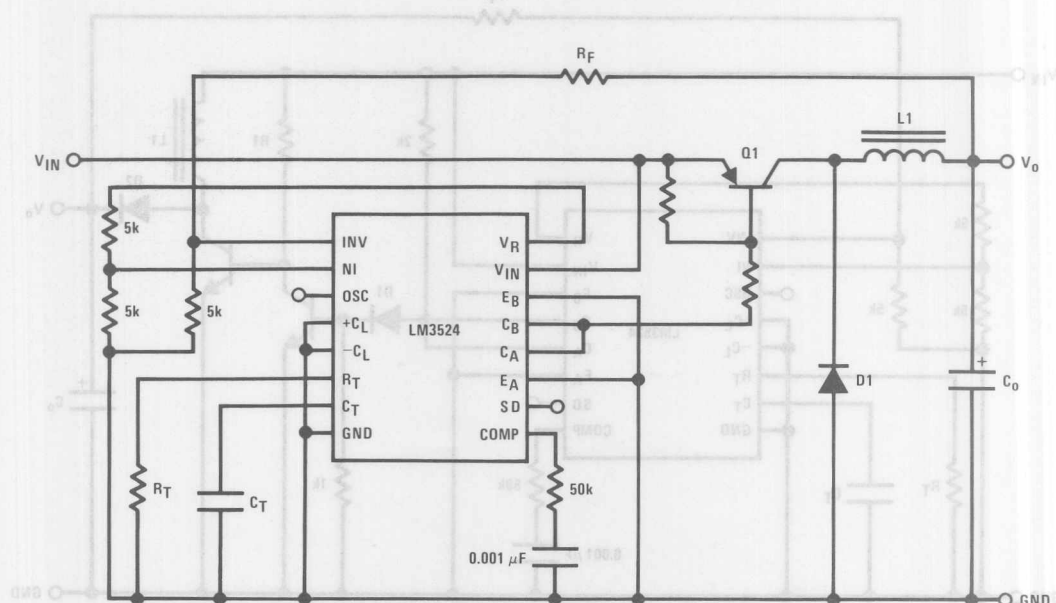 R_F
L1
V_IN
Q1
V_o
5k
INV
V_R
NI
V_IN
OSC
E_B
5k
5k
+C_L
LM3524
C_B
−C_L
C_A
R_T
E_A
D1
C_o
+
C_T
SD
GND
COMP
R_T
C_T
50k
0.001 μF
GND